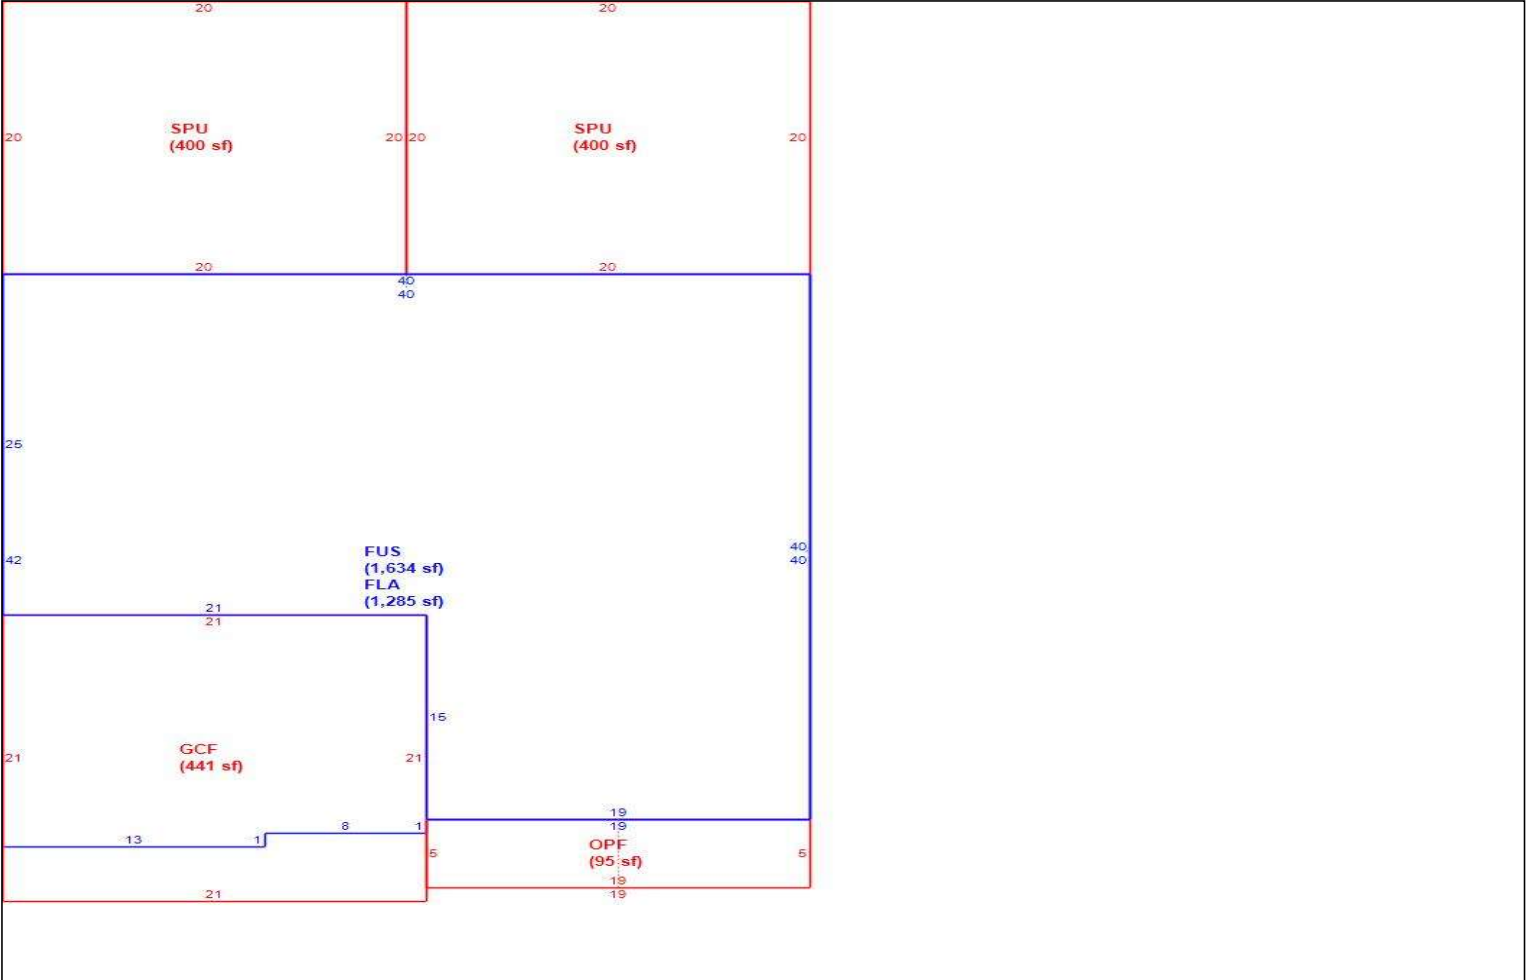 20 20
SPU SPU
20 (400 sf) 20 20 (400 sf) 20
20 20
40
40
25
40
FUS
42 (1,634 sf) 40
FLA
(1,285 sf)
21
21
15
GCF
21 (441 sf) 21
19
8 1 19
13 1 OPF
5 (95 sf) 5
19
21 19